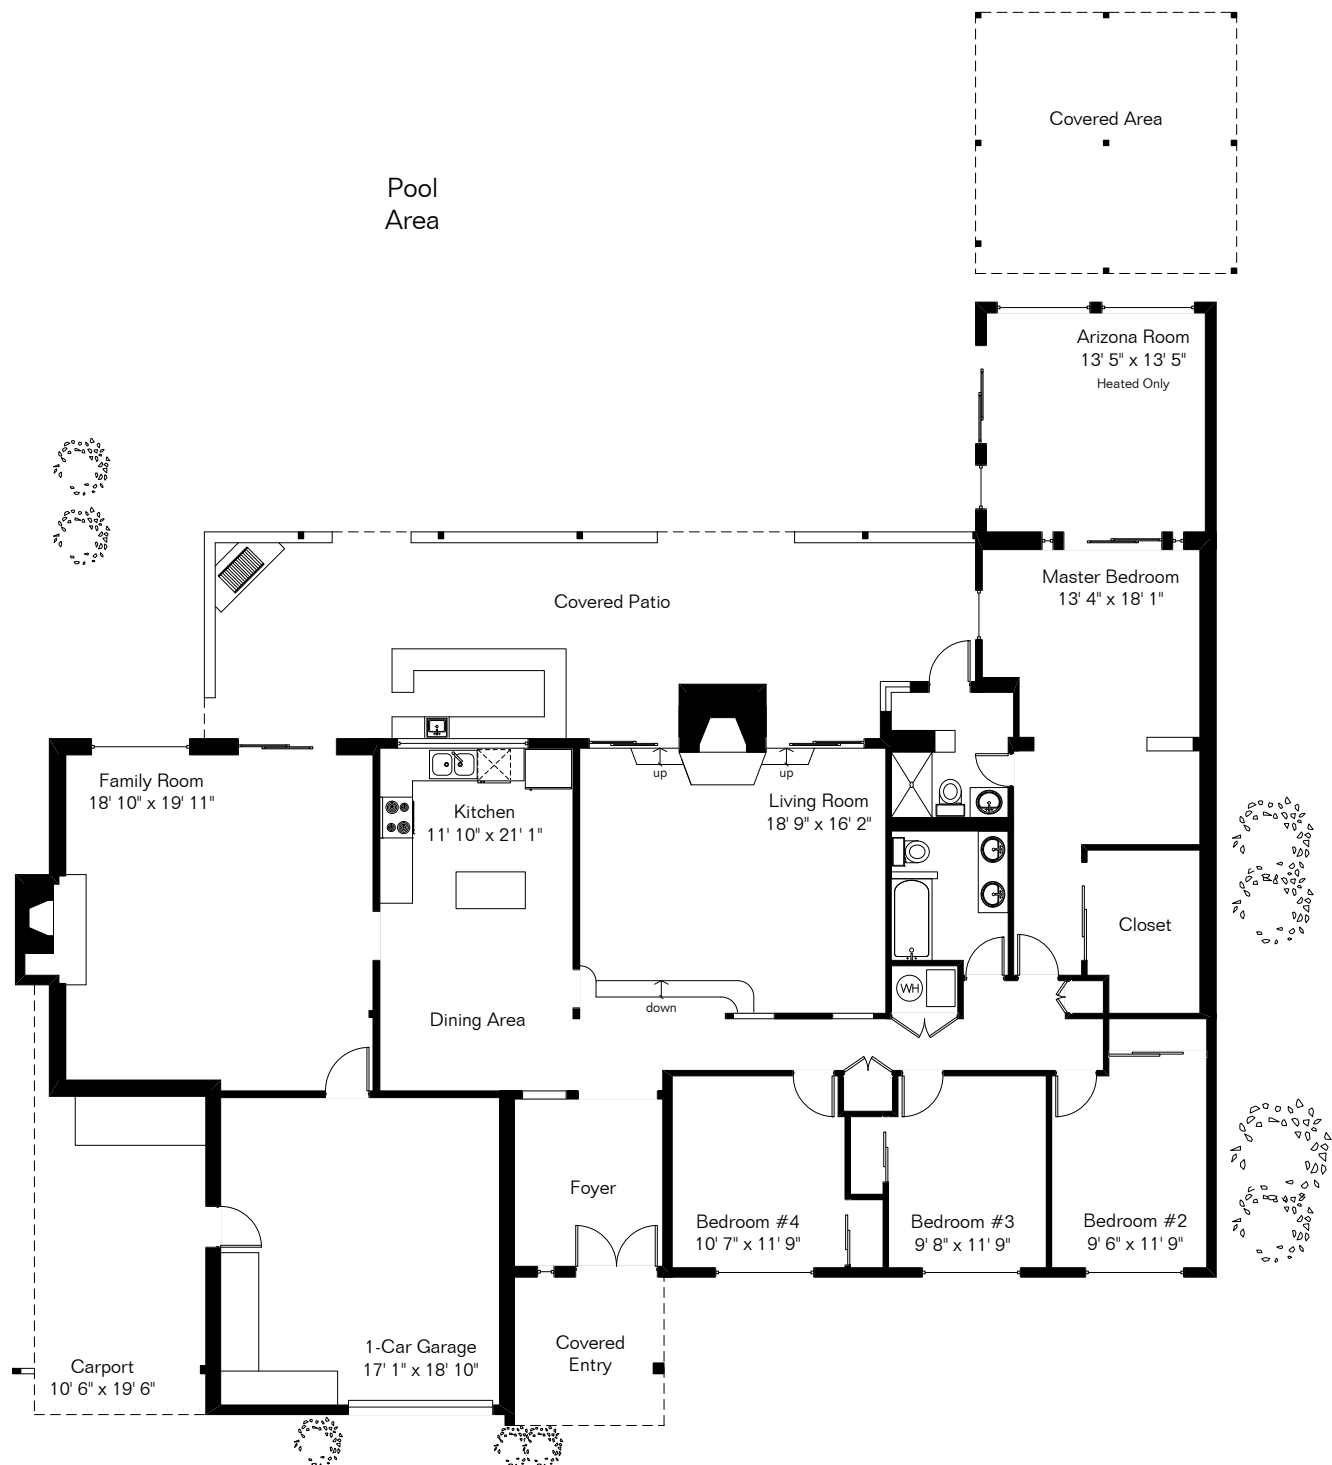 Covered Area
Pool
Area
Arizona Room
13' 5" x 13' 5"
Heated Only
Master Bedroom
13' 4" x 18' 1"
Covered Patio
Family Room
18' 10" x 19' 11"
Kitchen
11' 10" x 21' 1"
up
up
Living Room
18' 9" x 16' 2"
Closet
WH
down
Dining Area
Foyer
Bedroom #4
10' 7" x 11' 9"
Bedroom #3
9' 8" x 11' 9"
Bedroom #2
9' 6" x 11' 9"
Covered
Entry
1-Car Garage
17' 1" x 18' 10"
Carport
10' 6" x 19' 6"